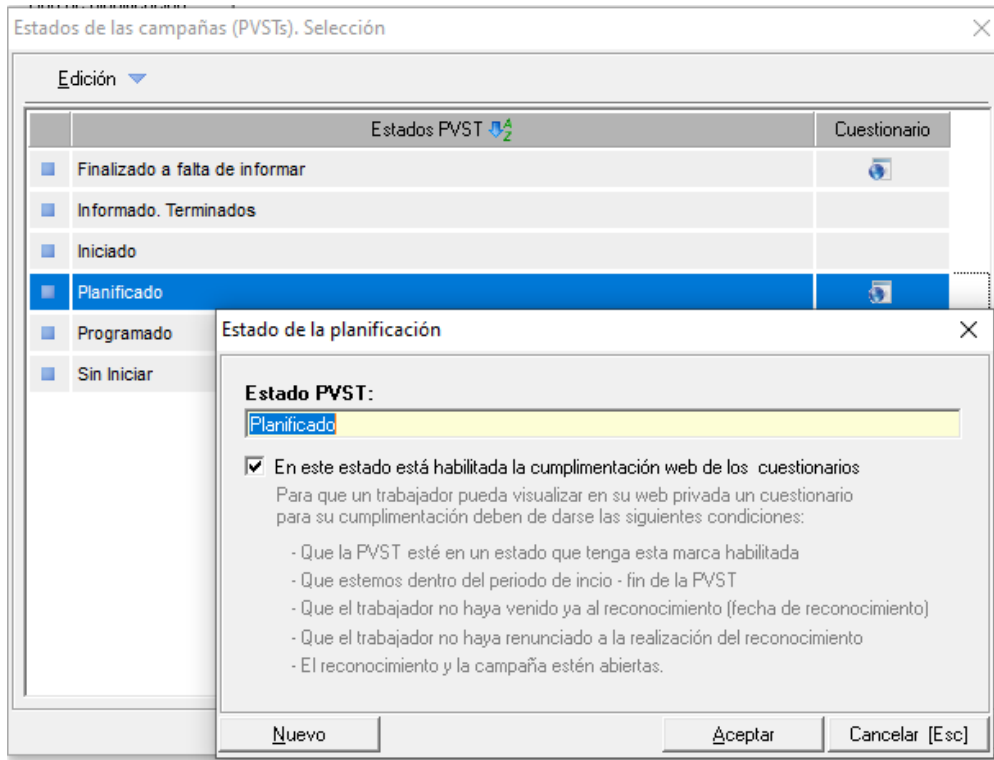 Estados de las campañas (PVSTs). Selección
Edición
Estados PVST
Cuestionario
Finalizado a falta de informar
Informado. Terminados
Iniciado
Planificado
Programado
Sin Iniciar
Estado de la planificación
Estado PVST:
Planificado
En este estado está habilitada la cumplimentación web de los cuestionarios
Para que un trabajador pueda visualizar en su web privada un cuestionario
para su cumplimentación deben de darse las siguientes condiciones:
- Que la PVST esté en un estado que tenga esta marca habilitada
- Que estemos dentro del periodo de incio - fin de la PVST
- Que el trabajador no haya venido ya al reconocimiento (fecha de reconocimiento)
- Que el trabajador no haya renunciado a la realización del reconocimiento
- El reconocimiento y la campaña estén abiertas.
Nuevo
Aceptar
Cancelar [Esc]